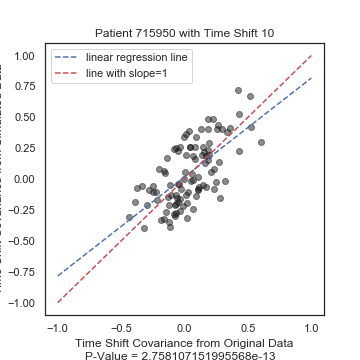 Patient 715950 with Time Shift 10
linear regression line
line with slope=1
1.00
0.75
0.50
0.25
0.00
−0.25
−0.50
−0.75
−1.00
−1.0
−0.5
0.0
0.5
1.0
Time Shift Covariance from Original Data
P-Value = 2.758107151995568e-13